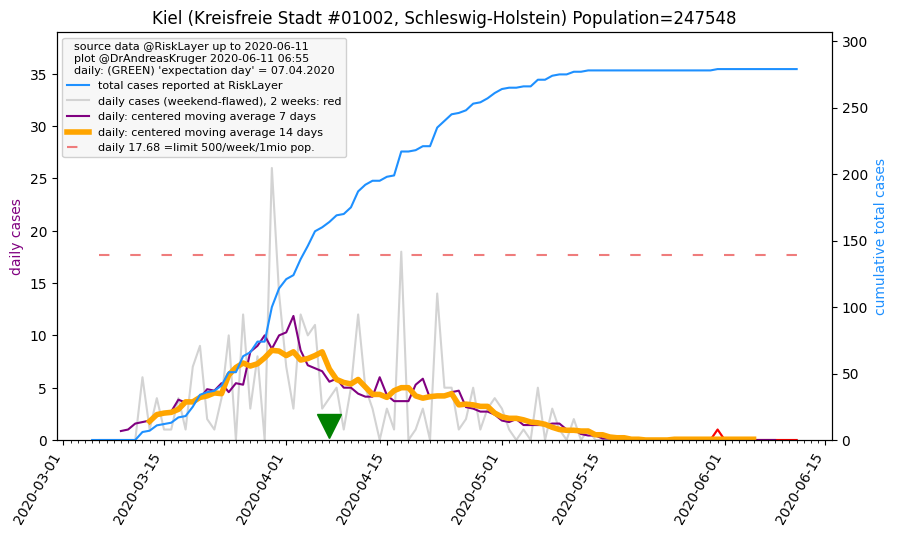 Kiel (Kreisfreie Stadt #01002, Schleswig-Holstein) Population=247548
source data @RiskLayer up to 2020-06-11
plot @DrAndreasKruger 2020-06-11 06:55
daily: (GREEN) 'expectation day' = 07.04.2020
total cases reported at RiskLayer
daily cases (weekend-flawed), 2 weeks: red
daily: centered moving average 7 days
daily: centered moving average 14 days
daily 17.68 =limit 500/week/1mio pop.
daily cases
35
30
25
20
15
10
5
0
300
250
200
150
100
50
0
cumulative total cases
2020-03-01
2020-03-15
2020-04-01
2020-04-15
2020-05-01
2020-05-15
2020-06-01
2020-06-15